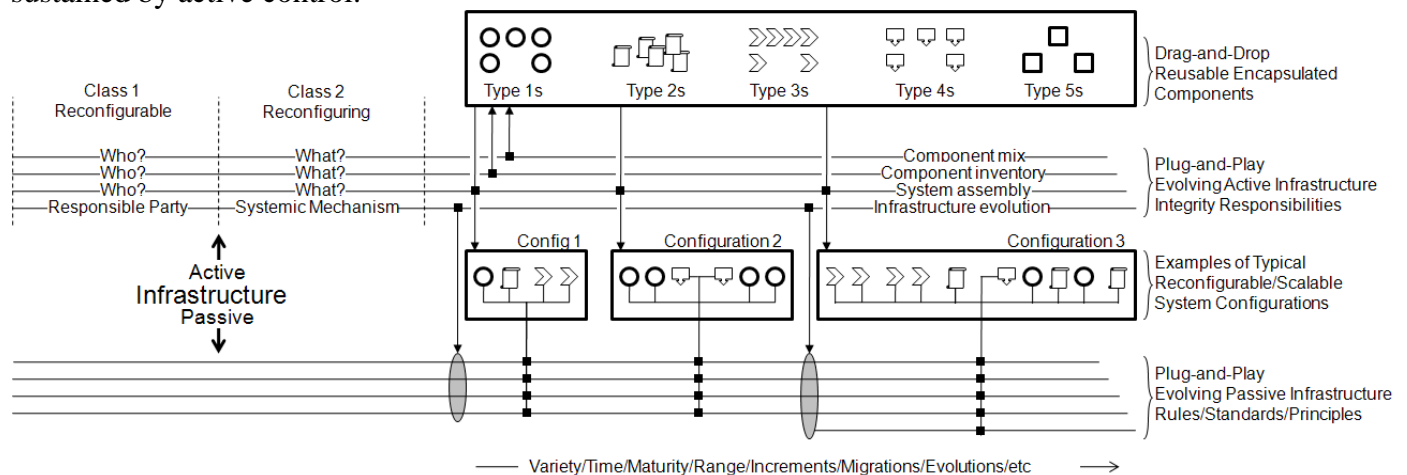 sustained by active control.
Type 1s Type 2s Type 3s Type 4s Type 5s
Drag-and-Drop
Reusable Encapsulated
Components
Class 1
Reconfigurable
Class 2
Reconfiguring
Who? What? Component mix
Who? What? Component inventory
Who? What? System assembly
Responsible Party Systemic Mechanism Infrastructure evolution
Plug-and-Play
Evolving Active Infrastructure
Integrity Responsibilities
Active
Infrastructure
Passive
Config 1 Configuration 2 Configuration 3
Examples of Typical
Reconfigurable/Scalable
System Configurations
Plug-and-Play
Evolving Passive Infrastructure
Rules/Standards/Principles
Variety/Time/Maturity/Range/Increments/Migrations/Evolutions/etc